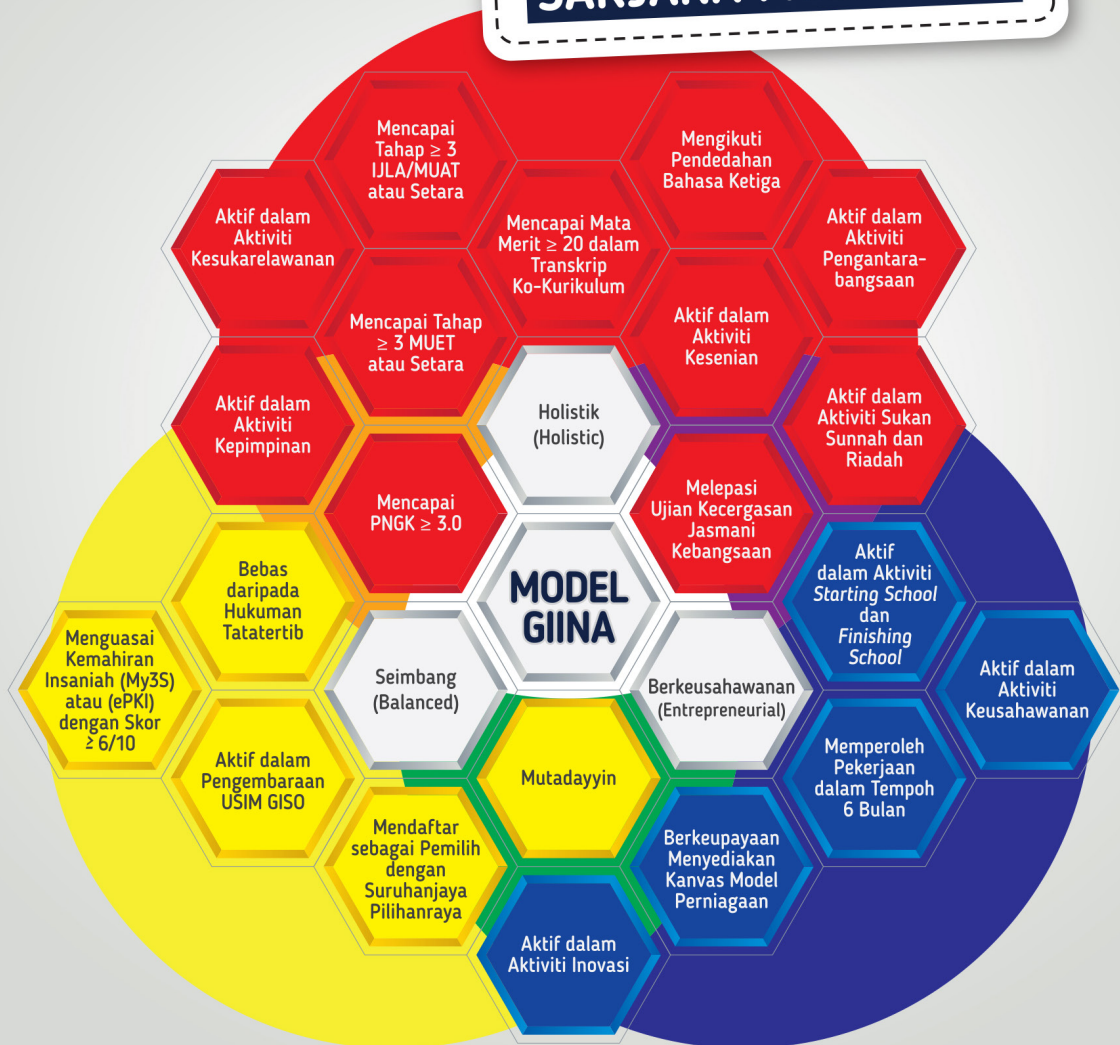 Mencapai
Tahap ≥ 3
IJLA/MUAT
atau Setara
Mengikuti
Pendedahan
Bahasa Ketiga
Aktif dalam
Aktiviti
Kesukarelawanan
Mencapai Mata
Merit ≥ 20 dalam
Transkrip
Ko-Kurikulum
Aktif dalam
Aktiviti
Pengantara-
bangsaan
Mencapai Tahap
≥ 3 MUET
atau Setara
Aktif dalam
Aktiviti
Kesenian
Aktif dalam
Aktiviti
Kepimpinan
Holistik
(Holistic)
Aktif dalam
Aktiviti Sukan
Sunnah dan
Riadah
Mencapai
PNGK ≥ 3.0
Melepasi
Ujian Kecergasan
Jasmani
Kebangsaan
Bebas
daripada
Hukuman
Tatatertib
MODEL
GIINA
Aktif
dalam Aktiviti
Starting School
dan
Finishing
School
Menguasai
Kemahiran
Insaniah (My3S)
atau (ePKI)
dengan Skor
≥ 6/10
Seimbang
(Balanced)
Berkeusahawanan
(Entrepreneurial)
Aktif dalam
Aktiviti
Keusahawanan
Aktif dalam
Pengembaraan
USIM GISO
Mutadayyin
Memperoleh
Pekerjaan
dalam Tempoh
6 Bulan
Mendaftar
sebagai Pemilih
dengan
Suruhanjaya
Pilihanraya
Berkeupayaan
Menyediakan
Kanvas Model
Perniagaan
Aktif dalam
Aktiviti Inovasi